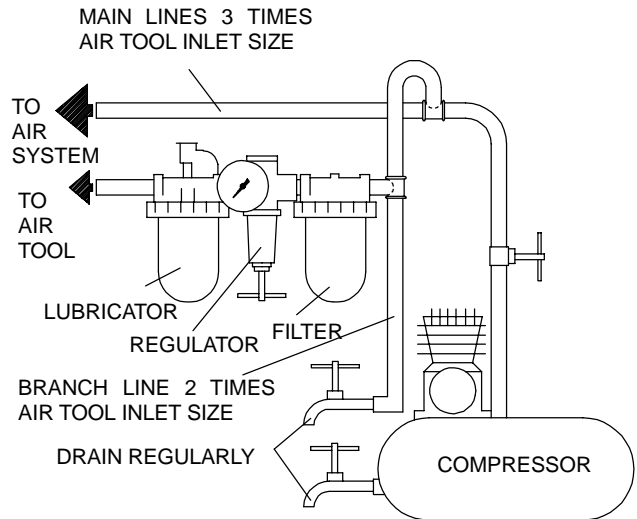 MAIN LINES 3 TIMES
AIR TOOL INLET SIZE
TO
AIR
SYSTEM
TO
AIR
TOOL
LUBRICATOR
REGULATOR
FILTER
BRANCH LINE 2 TIMES
AIR TOOL INLET SIZE
DRAIN REGULARLY
COMPRESSOR